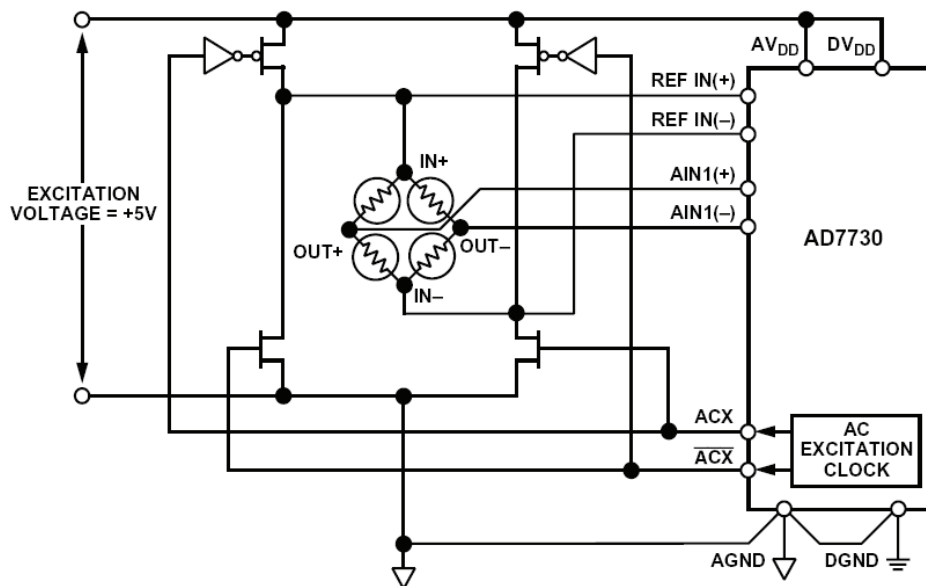 AVDD
DVDD
REF IN(+)
REF IN(–)
AIN1(+)
AIN1(–)
IN+
EXCITATION
VOLTAGE = +5V
OUT+
OUT–
IN–
AD7730
ACX
ACX
AC
EXCITATION
CLOCK
AGND
DGND